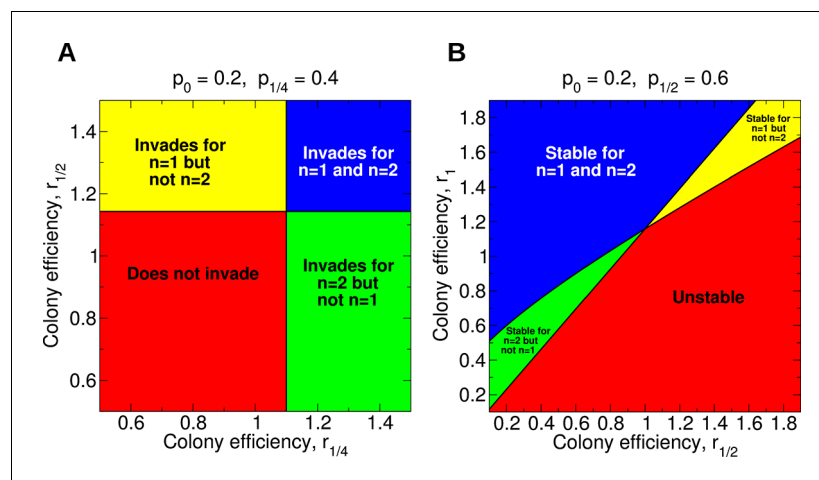 A
p0 = 0.2, p1/4 = 0.4
Colony efficiency, r1/2
1.4
1.2
1
0.8
0.6
Invades for
n=1 but
not n=2
Invades for
n=1 and n=2
Does not invade
Invades for
n=2 but
not n=1
0.6 0.8 1 1.2 1.4
Colony efficiency, r1/4
B
p0 = 0.2, p1/2 = 0.6
Colony efficiency, r1
1.8
1.6
1.4
1.2
1
0.8
0.6
0.4
0.2
Stable for
n=1 and n=2
Stable for
n=1 but
not n=2
Unstable
Stable for
n=2 but
not n=1
0.2 0.4 0.6 0.8 1 1.2 1.4 1.6 1.8
Colony efficiency, r1/2